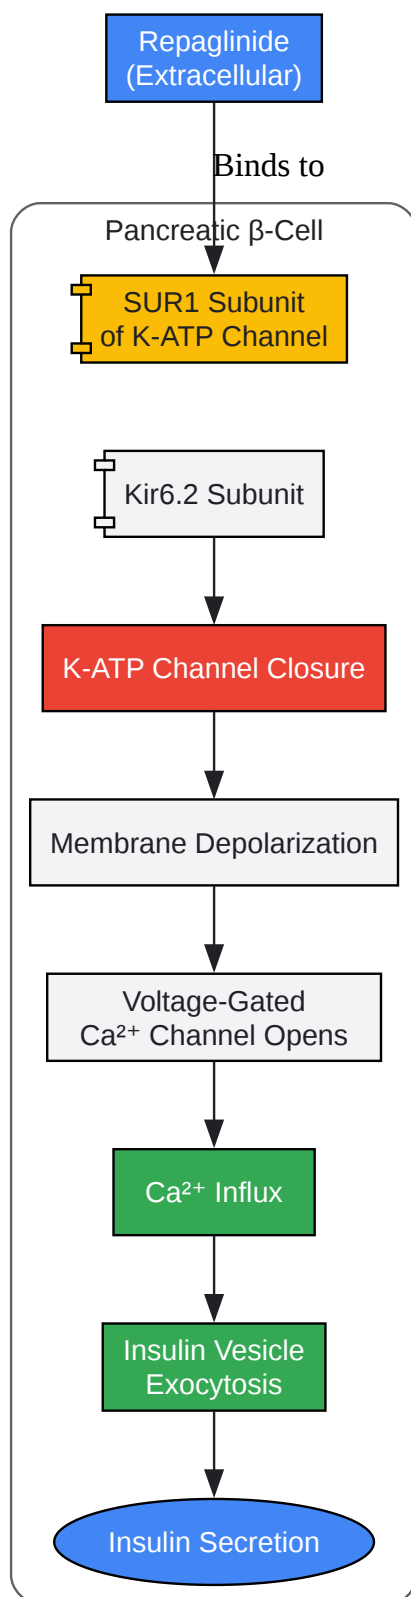 Repaglinide
(Extracellular)
Binds to
Pancreatic β-Cell
SUR1 Subunit
of K-ATP Channel
Kir6.2 Subunit
K-ATP Channel Closure
Membrane Depolarization
Voltage-Gated
Ca²⁺ Channel Opens
Ca²⁺ Influx
Insulin Vesicle
Exocytosis
Insulin Secretion